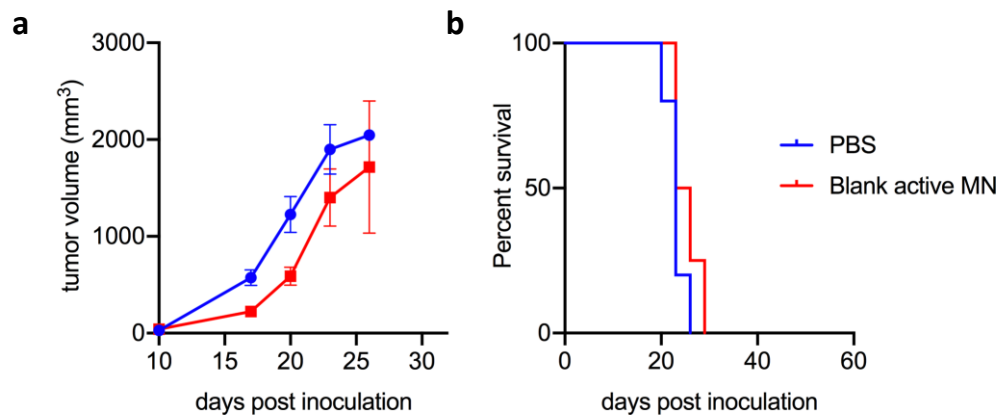 a
3000
2000
1000
0
tumor volume (mm³)
10
20
25
30
days post inoculation
b
100
50
0
Percent survival
0
20
40
60
days post inoculation
PBS
Blank active MN